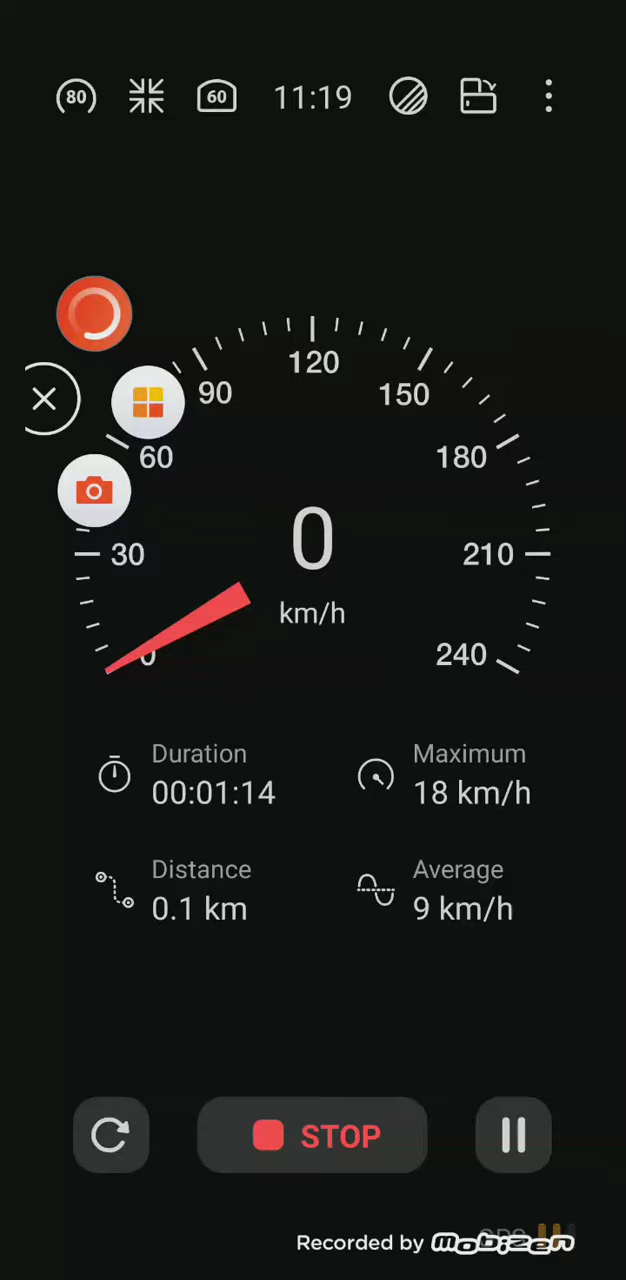 80 60 11:19
120
90 150
60 180
0
30 210
km/h
0 240
Duration Maximum
00:01:14 18 km/h
Distance Average
0.1 km 9 km/h
STOP
GPS
Recorded by mobizen